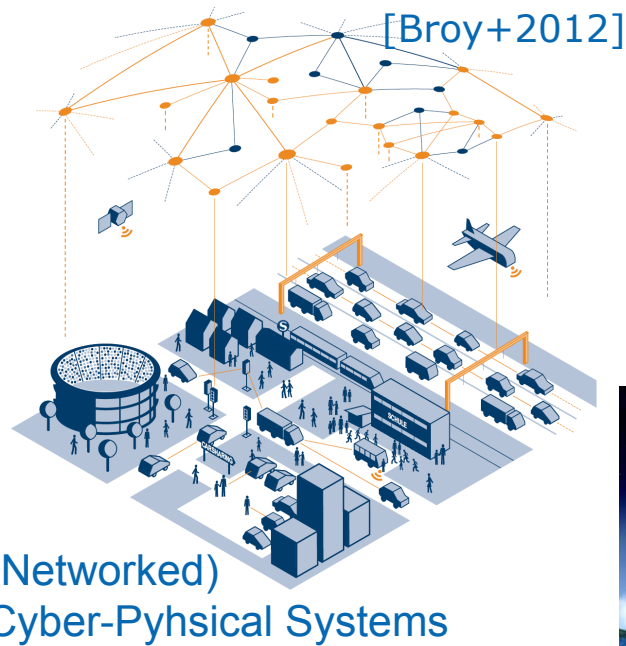 [Broy+2012]
S
SCHULE
CARSHARING
Networked)
Cyber-Pyhsical Systems